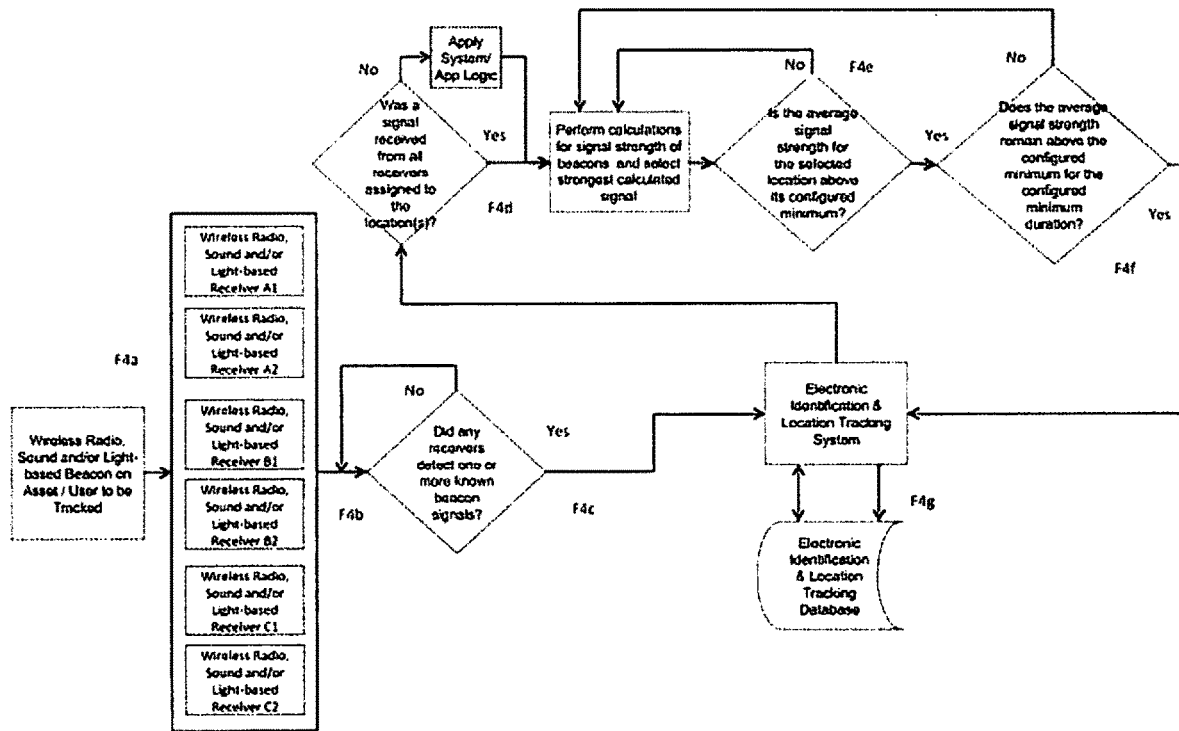 Apply
System/
App Logic
No
Was a
signal
received
from all
receivers
assigned to
the
location(s)?
Yes
F4d
Perform calculations
for signal strength of
beacons and select
strongest calculated
signal
No
F4e
Is the average
signal
strength for
the selected
location above
its configured
minimum?
Yes
No
Does the average
signal strength
remain above the
configured
minimum for the
configured
minimum
duration?
Yes
F4f
F4a
Wireless Radio,
Sound and/or Light-
based Beacon on
Asset / User to be
Tracked
Wireless Radio,
Sound and/or
Light-based
Receiver A1
Wireless Radio,
Sound and/or
Light-based
Receiver A2
Wireless Radio,
Sound and/or
Light-based
Receiver B1
Wireless Radio,
Sound and/or
Light-based
Receiver B2
Wireless Radio,
Sound and/or
Light-based
Receiver C1
Wireless Radio,
Sound and/or
Light-based
Receiver C2
F4b
No
Did any
receivers
detect one or
more known
beacon
signals?
Yes
F4c
Electronic
Identification &
Location Tracking
System
F4g
Electronic
Identification
& Location
Tracking
Database